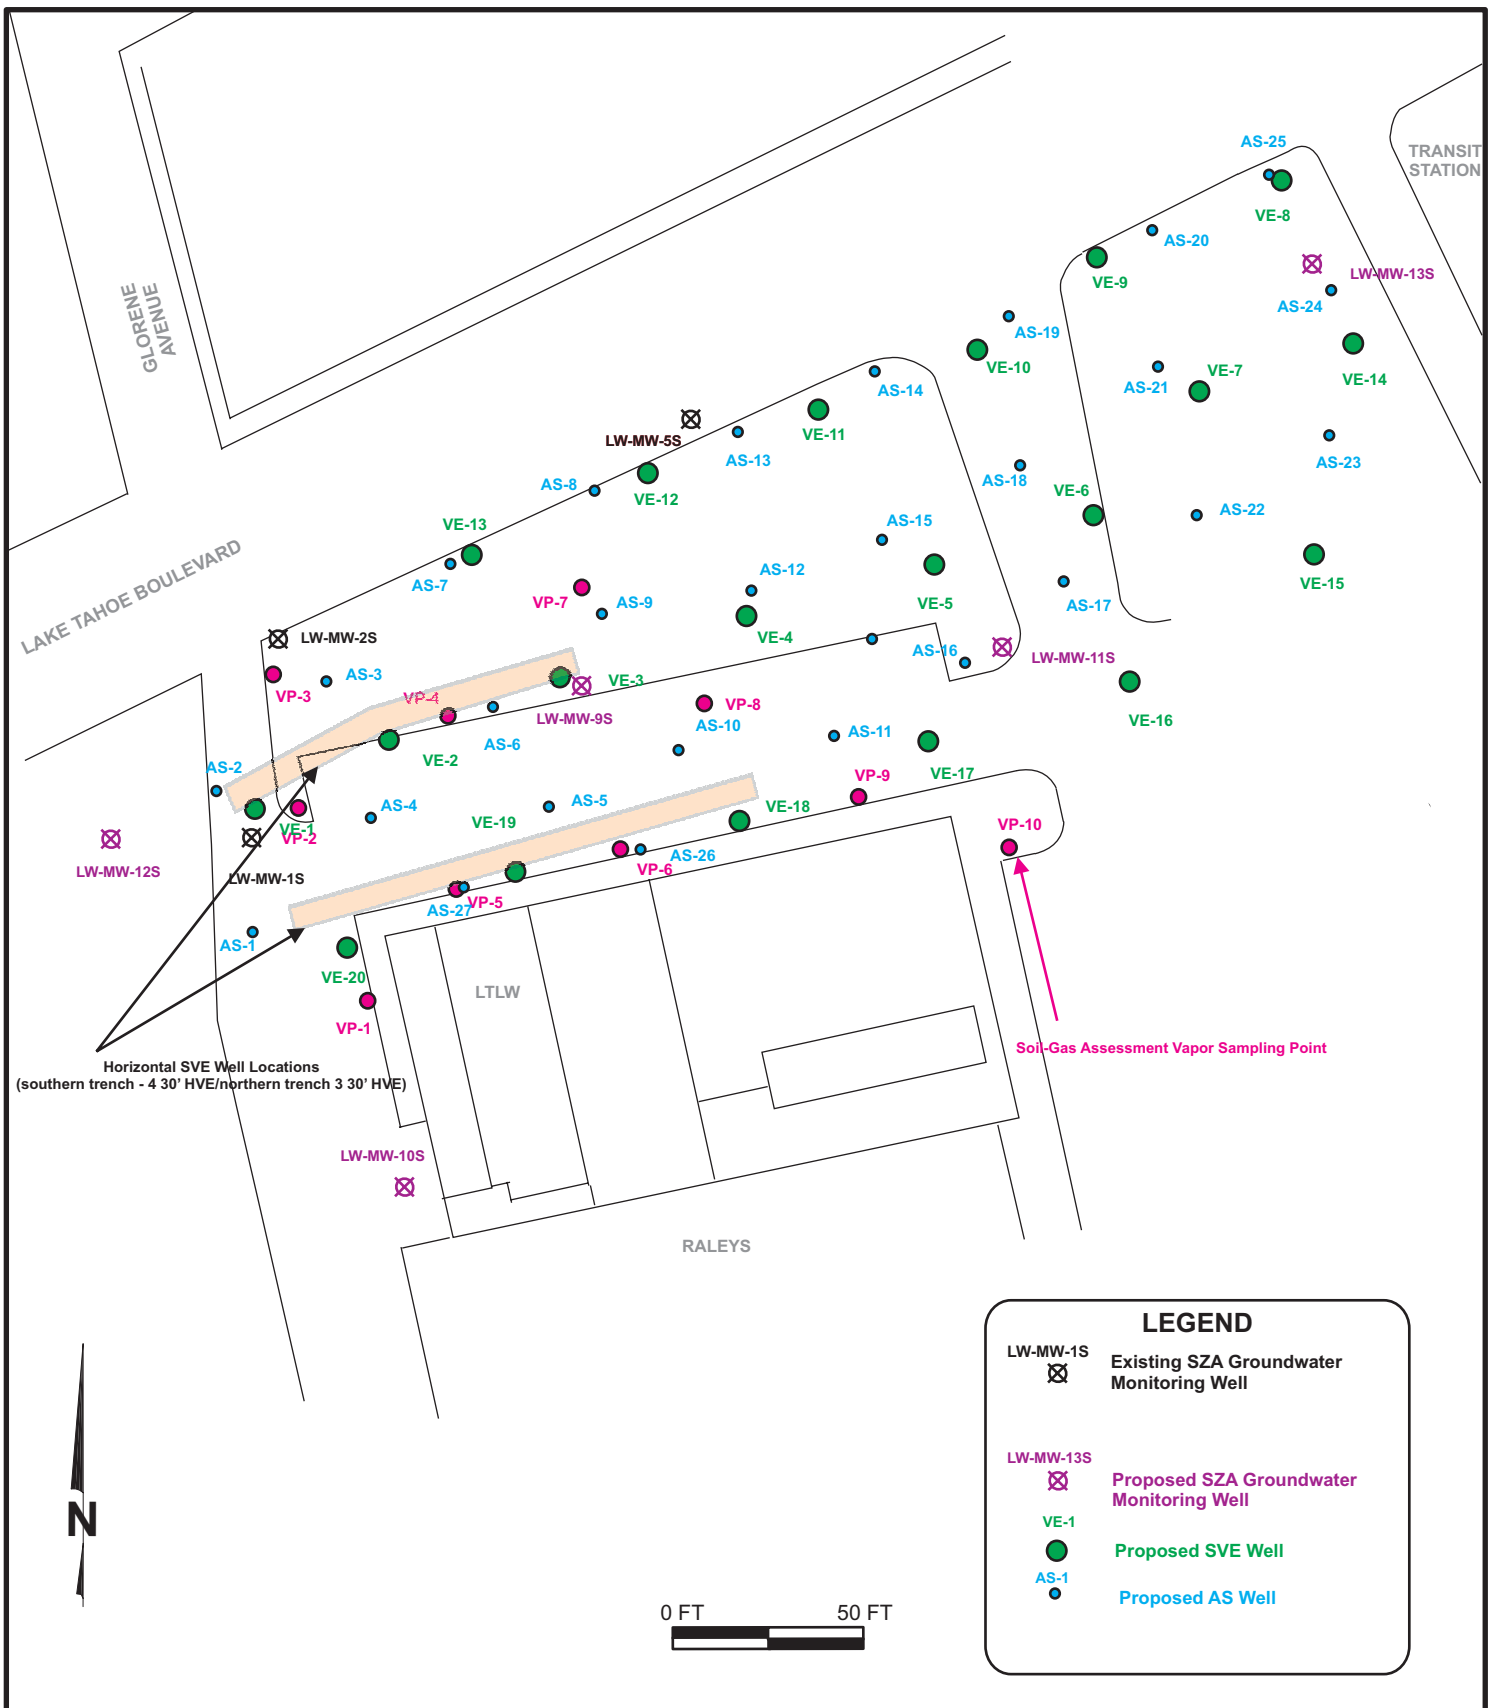 AS-25
TRANSIT
STATION
VE-8
AS-20
LW-MW-13S
VE-9
AS-24
GLORENE
AVENUE
AS-19
VE-10
VE-14
AS-21
VE-7
AS-14
VE-11
LW-MW-5S
AS-13
AS-23
AS-8
VE-12
AS-18
VE-6
AS-22
VE-13
AS-15
LAKE TAHOE BOULEVARD
AS-7
AS-12
VE-15
VP-7
AS-9
VE-5
AS-17
VE-4
LW-MW-2S
AS-16
LW-MW-11S
AS-3
VP-3
VP-4
VE-3
VP-8
LW-MW-9S
VE-16
AS-6
AS-10
AS-11
VE-2
AS-2
VP-9
VE-17
AS-4
VE-19
AS-5
VE-18
VE-1
VP-2
VP-10
AS-26
LW-MW-12S
LW-MW-1S
VP-6
VP-5
AS-27
AS-1
VE-20
LTLW
VP-1
Soil-Gas Assessment Vapor Sampling Point
Horizontal SVE Well Locations
(southern trench - 4 30’ HVE/northern trench 3 30’ HVE)
LW-MW-10S
RALEYS
N
0 FT 50 FT
LEGEND
LW-MW-1S
Existing SZA Groundwater
Monitoring Well
LW-MW-13S
Proposed SZA Groundwater
Monitoring Well
VE-1
Proposed SVE Well
AS-1
Proposed AS Well